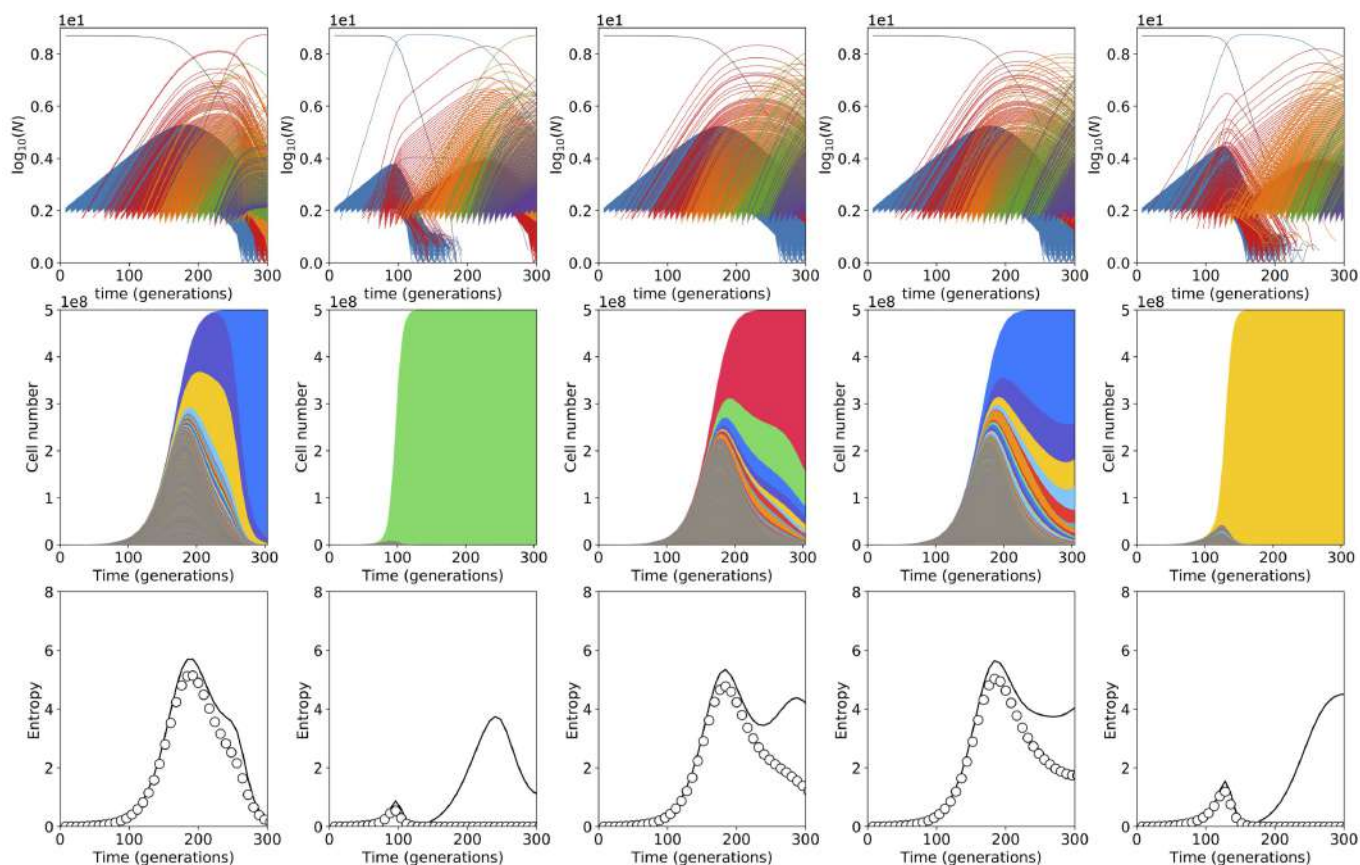 1e1 1e1 1e1 1e1 1e1
log₁₀(N) log₁₀(N) log₁₀(N) log₁₀(N) log₁₀(N)
0.8 0.8 0.8 0.8 0.8
0.6 0.6 0.6 0.6 0.6
0.4 0.4 0.4 0.4 0.4
0.2 0.2 0.2 0.2 0.2
0.0 0.0 0.0 0.0 0.0
0 100 200 300 0 100 200 300 0 100 200 300 0 100 200 300 0 100 200 300
time (generations) time (generations) time (generations) time (generations) time (generations)
1e8 1e8 1e8 1e8 1e8
Cell number Cell number Cell number Cell number Cell number
5 5 5 5 5
4 4 4 4 4
3 3 3 3 3
2 2 2 2 2
1 1 1 1 1
0 0 0 0 0
0 100 200 300 0 100 200 300 0 100 200 300 0 100 200 300 0 100 200 300
Time (generations) Time (generations) Time (generations) Time (generations) Time (generations)
Entropy Entropy Entropy Entropy Entropy
8 8 8 8 8
6 6 6 6 6
4 4 4 4 4
2 2 2 2 2
0 0 0 0 0
0 100 200 300 0 100 200 300 0 100 200 300 0 100 200 300 0 100 200 300
Time (generations) Time (generations) Time (generations) Time (generations) Time (generations)